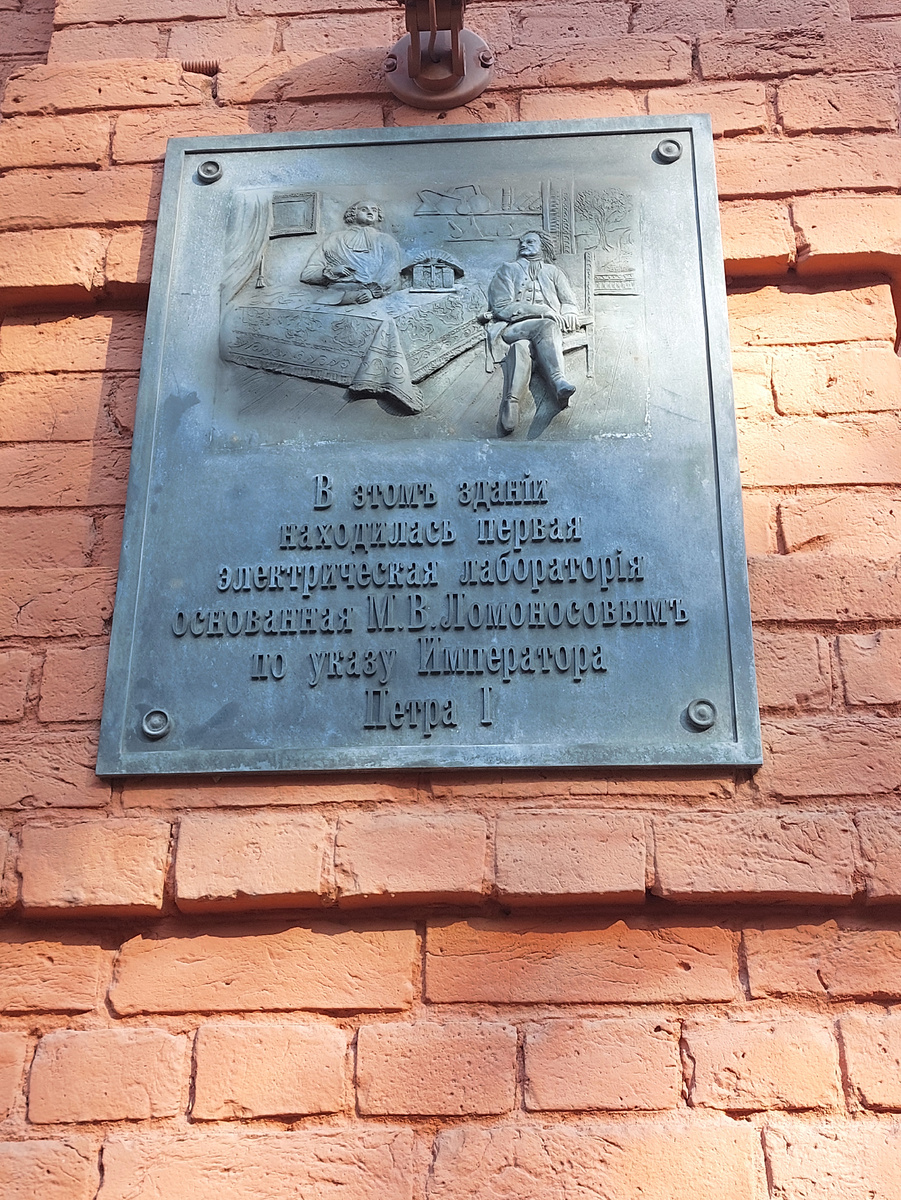 В этомъ зданіи
находилась первая
электрическая лабораторія
основанная М.В.Ломоносовымъ
по указу Императора
Петра I